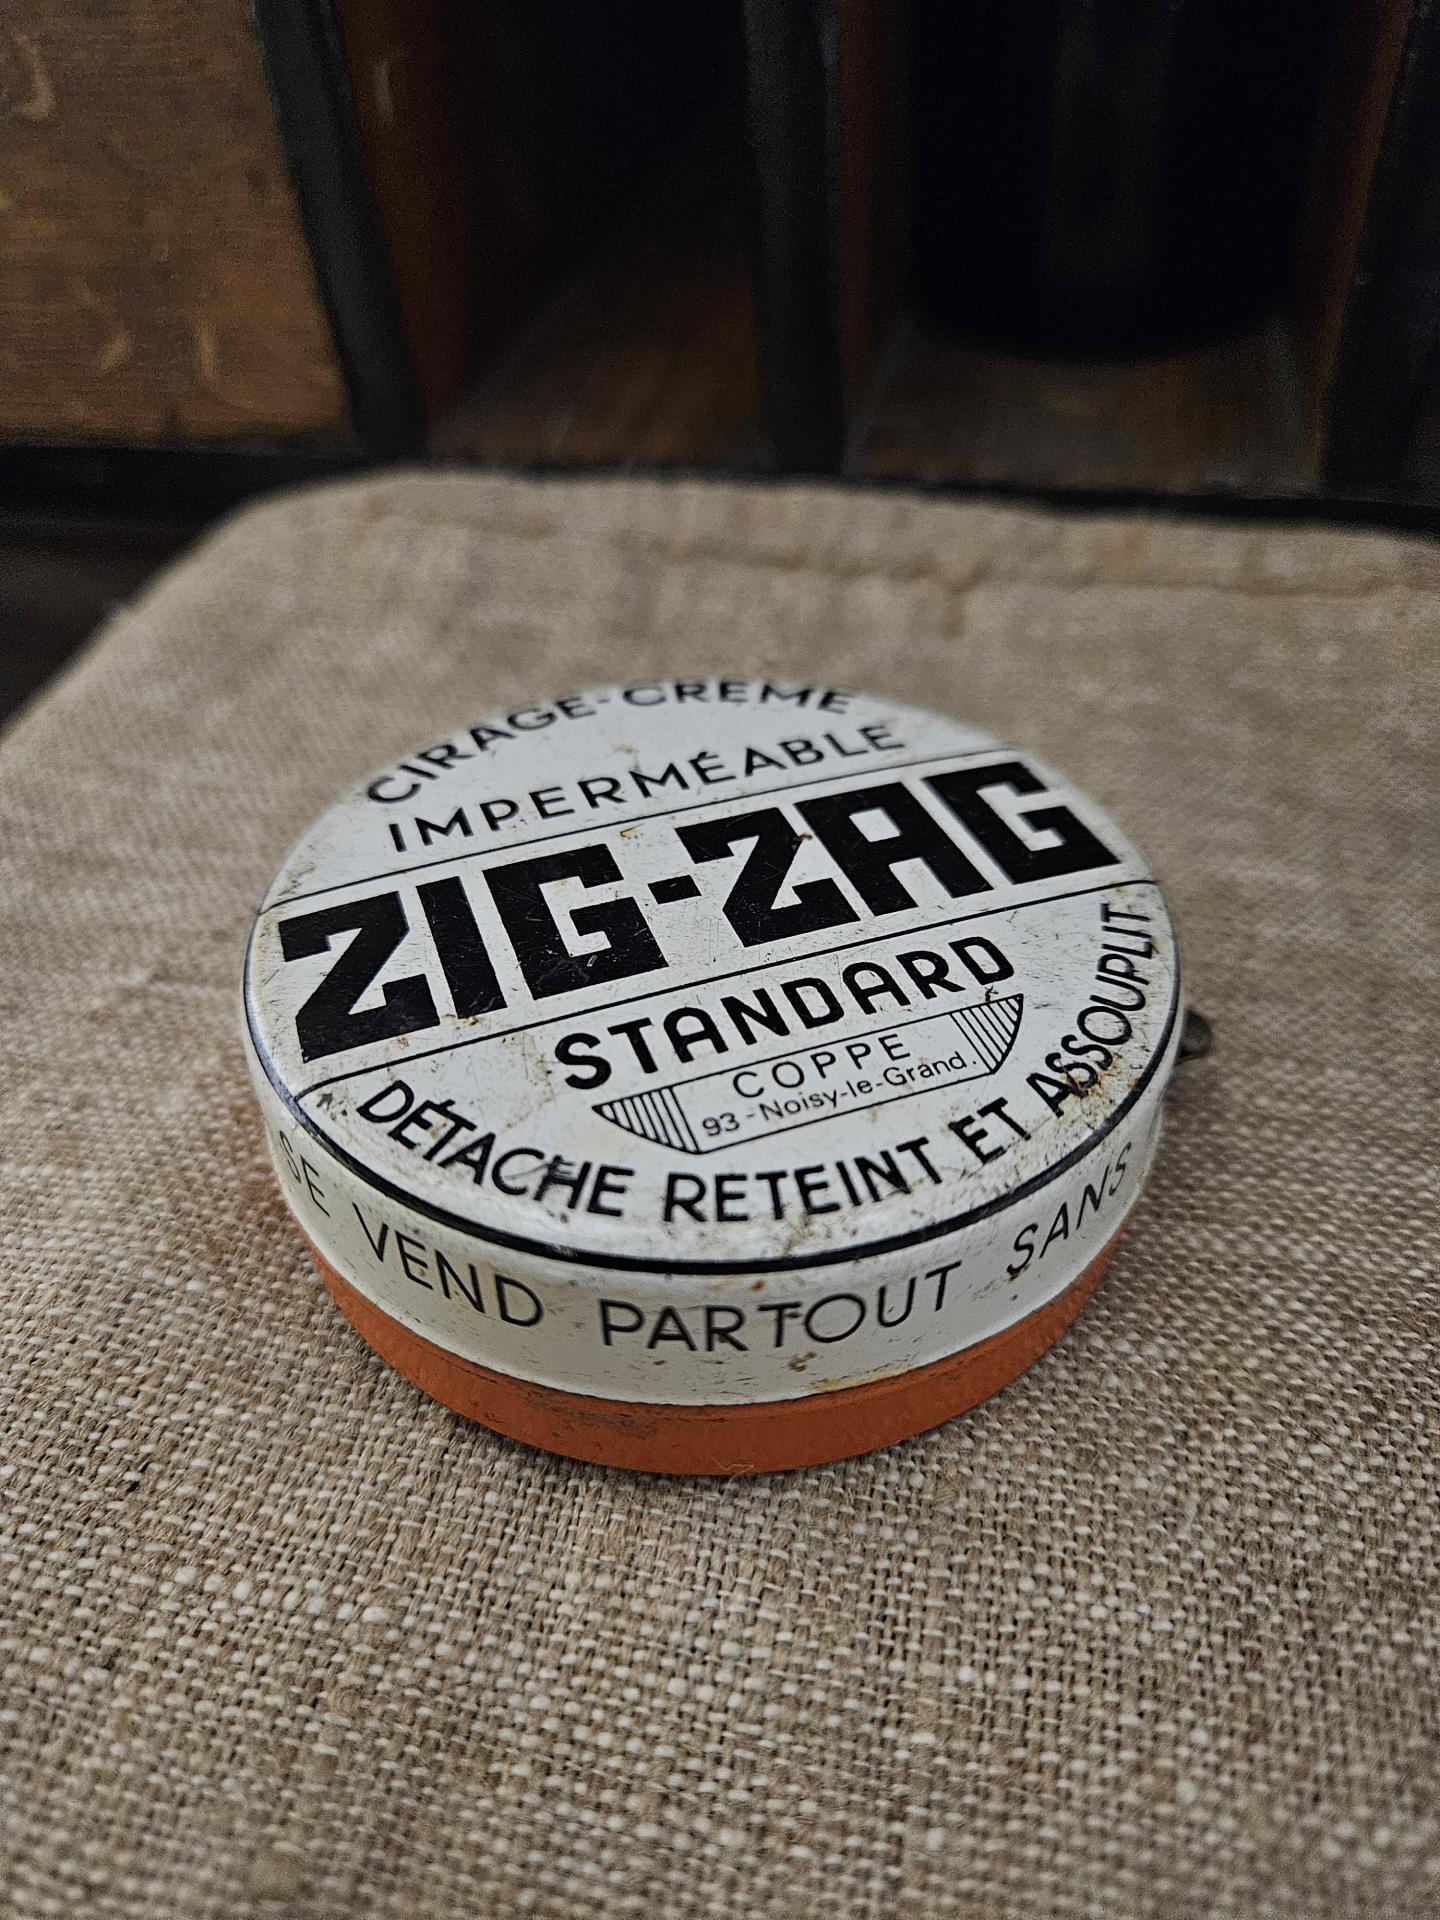 CIRAGE-CRÈME
IMPERMÉABLE
ZIG-ZAG
STANDARD
COPPE
93-Noisy-le-Grand.
DÉTACHE RETEINT ET ASSOUPLIT
SE VEND PARTOUT SANS